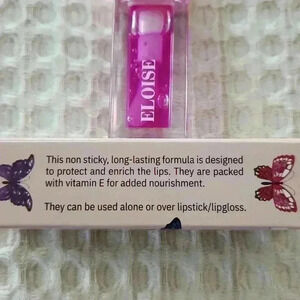 ELOISE
This non sticky, long-lasting formula is designed
to protect and enrich the lips. They are packed
with vitamin E for added nourishment.
They can be used alone or over lipstick/lipgloss.